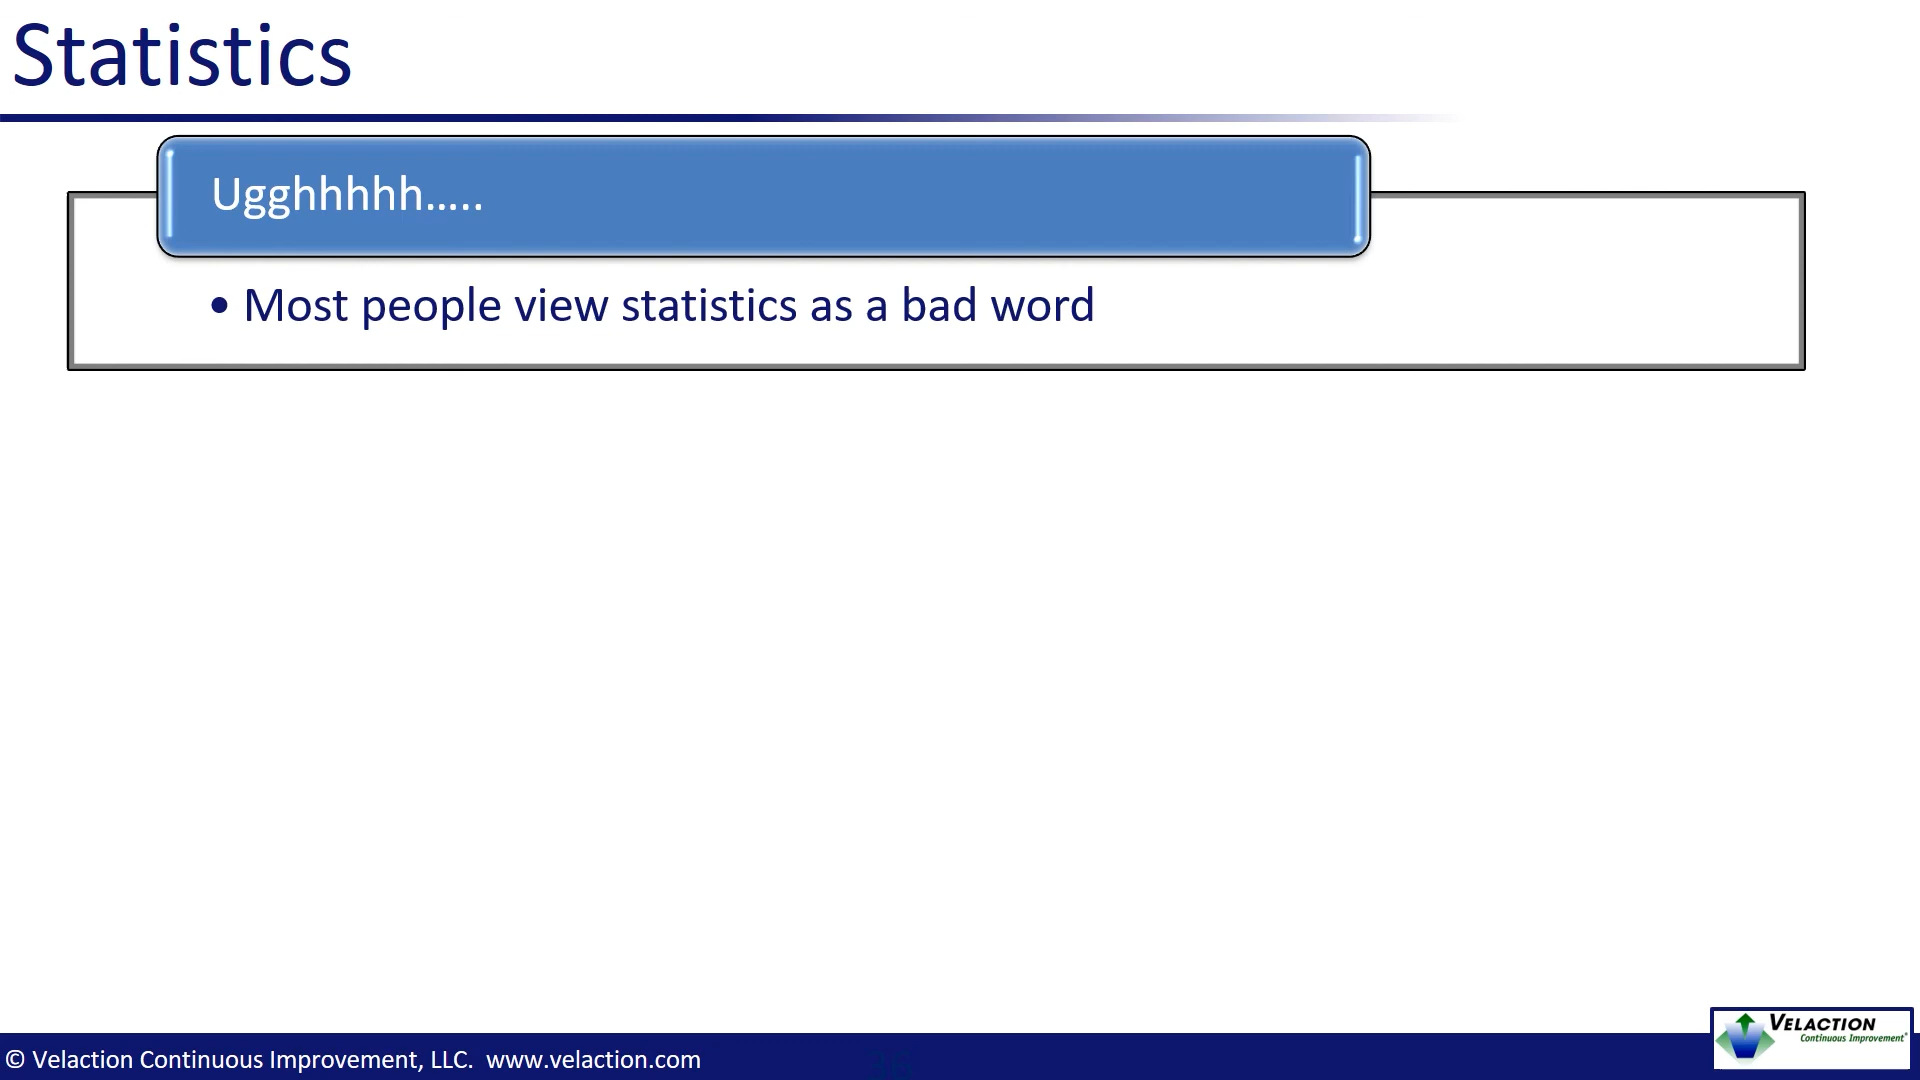 Statistics
Ugghhhhh.....
• Most people view statistics as a bad word
© Velaction Continuous Improvement, LLC. www.velaction.com
VELACTION
Continuous Improvement